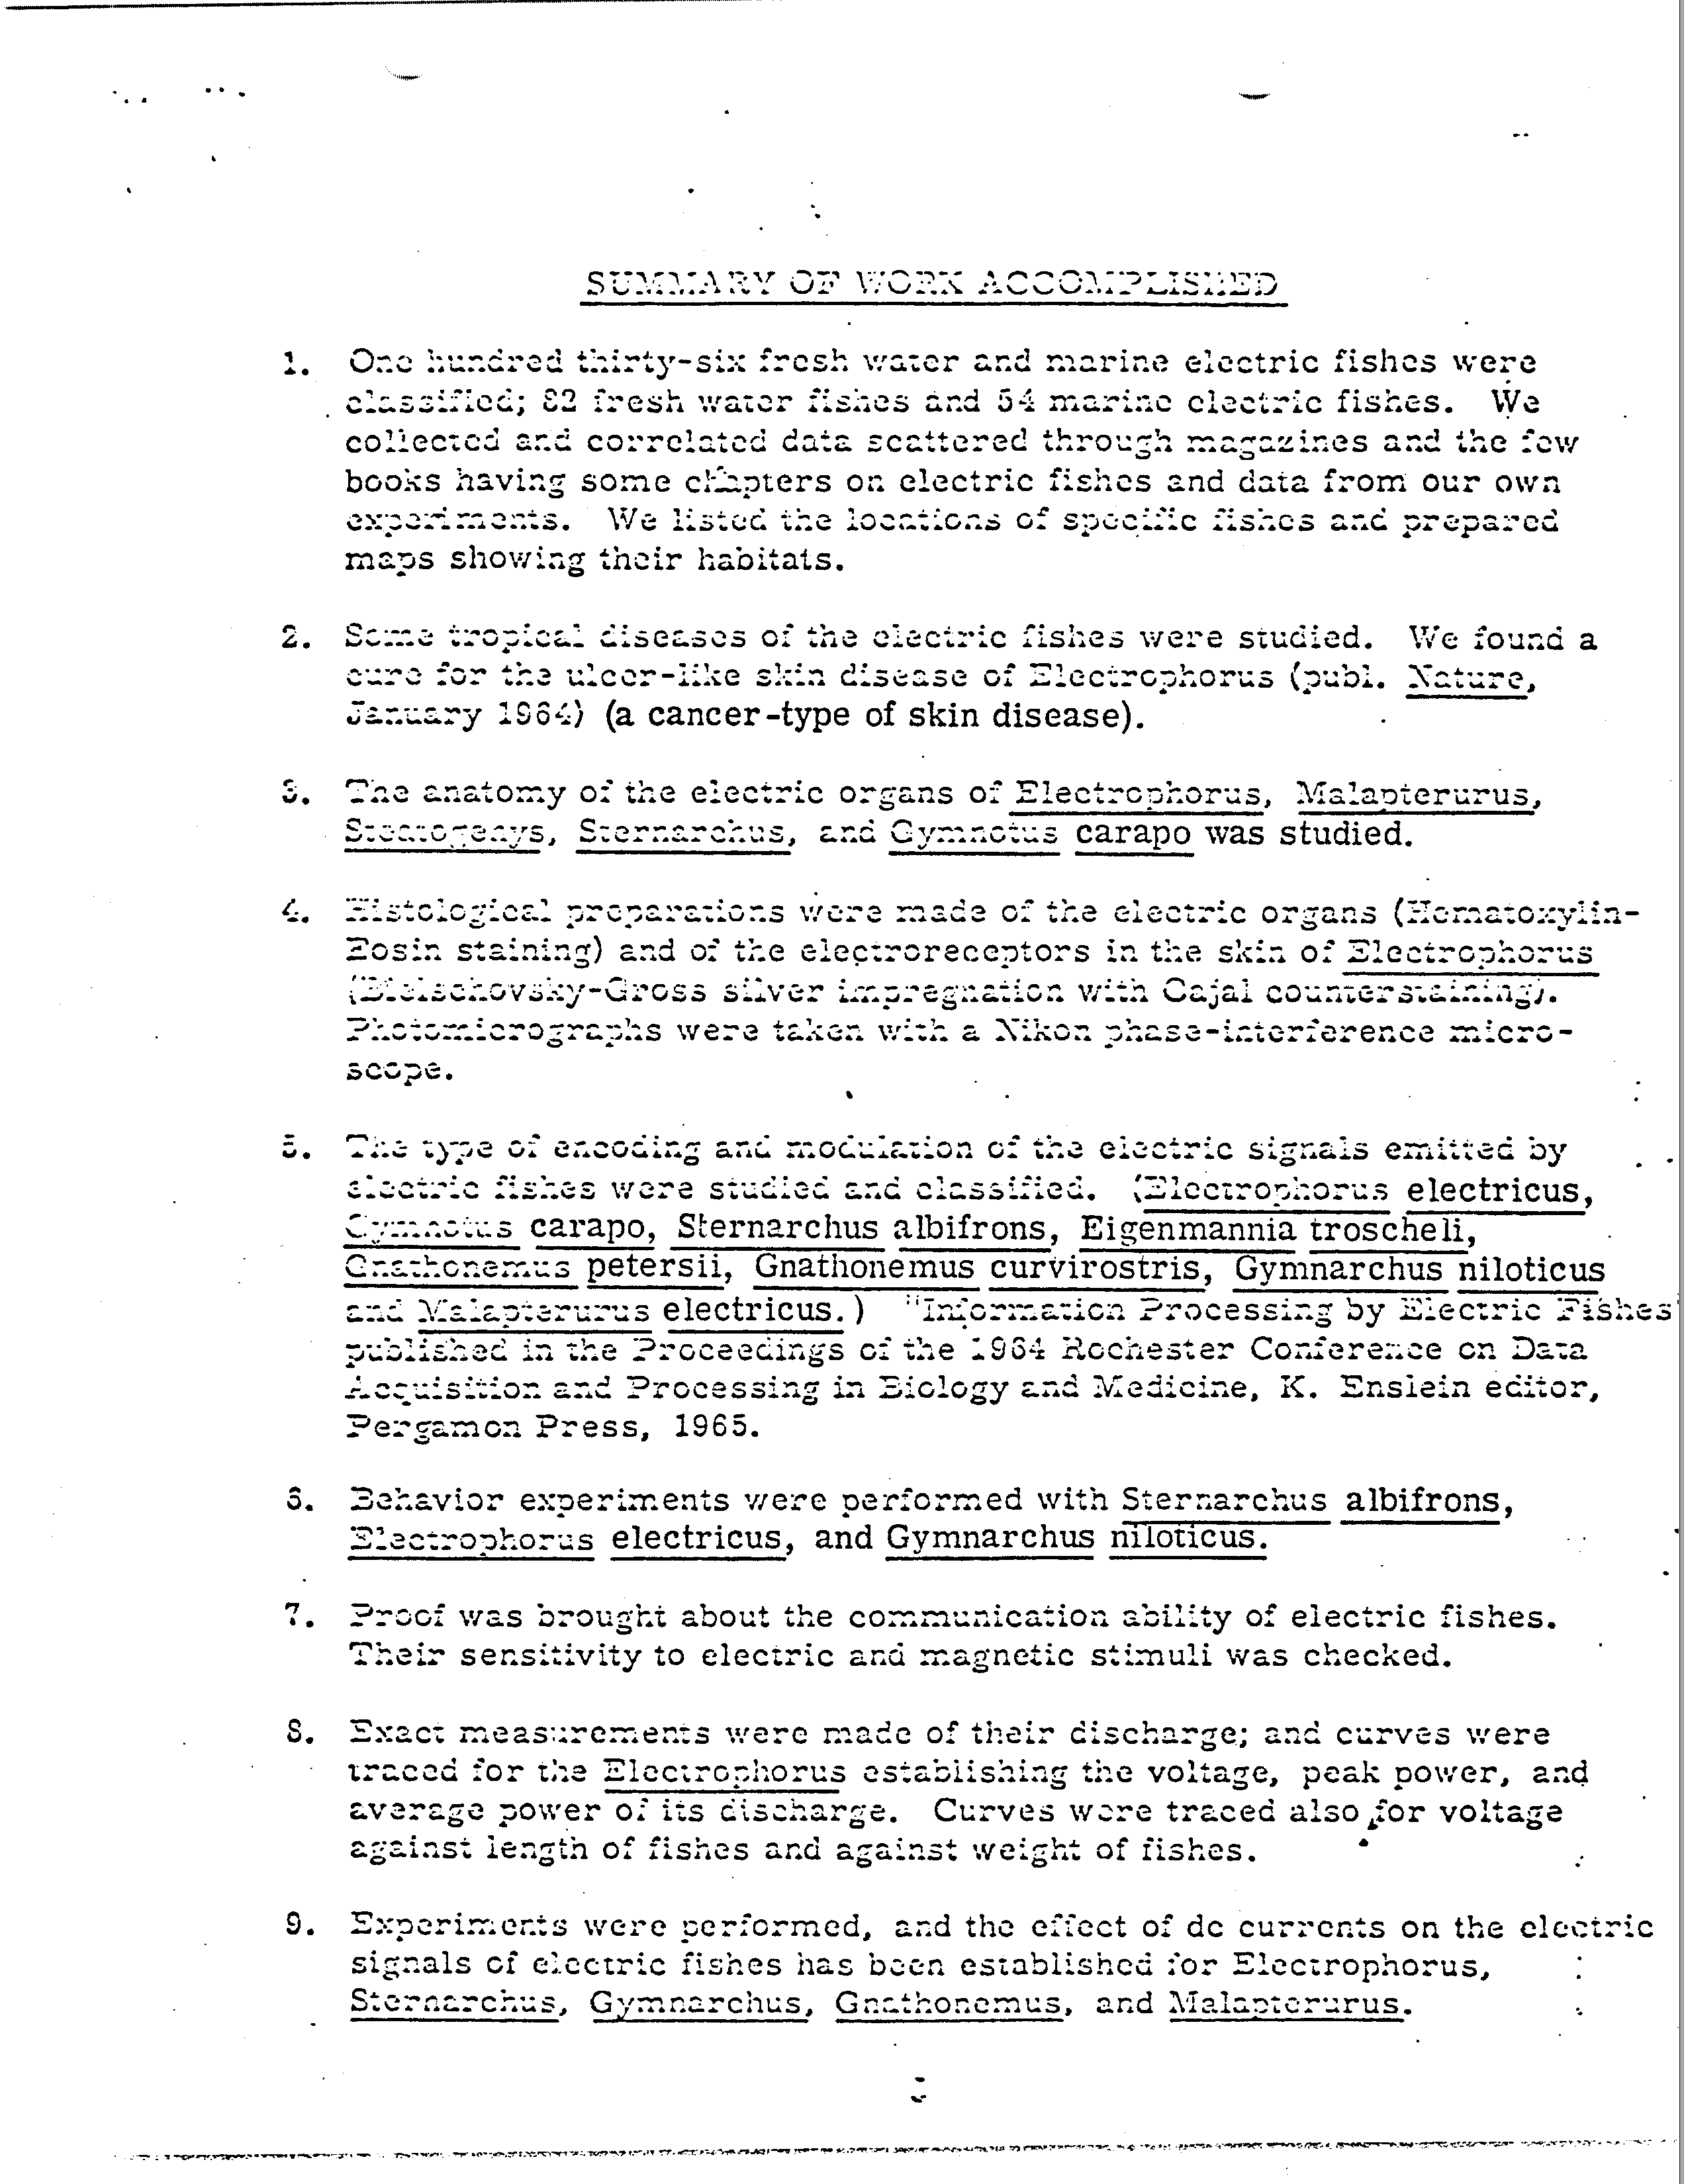 SUMMARY OF WORK ACCOMPLISHED
1. One hundred thirty-six fresh water and marine electric fishes were
classified; 82 fresh water fishes and 54 marine electric fishes. We
collected and correlated data scattered through magazines and the few
books having some chapters on electric fishes and data from our own
experiments. We listed the locations of specific fishes and prepared
maps showing their habitats.
2. Some tropical diseases of the electric fishes were studied. We found a
cure for the ulcer-like skin disease of Electrophorus (publ. Nature,
January 1964) (a cancer-type of skin disease).
3. The anatomy of the electric organs of Electrophorus, Malapterurus,
Steatogenys, Sternarchus, and Gymnotus carapo was studied.
4. Histological preparations were made of the electric organs (Hematoxylin-
Eosin staining) and of the electroreceptors in the skin of Electrophorus
(Bielschovsky-Gross silver impregnation with Cajal counterstaining).
Photomicrographs were taken with a Nikon phase-interference micro-
scope.
5. The type of encoding and modulation of the electric signals emitted by
electric fishes were studied and classified. (Electrophorus electricus,
Gymnotus carapo, Sternarchus albifrons, Eigenmannia troscheli,
Gnathonemus petersii, Gnathonemus curvirostris, Gymnarchus niloticus
and Malapterurus electricus.) "Information Processing by Electric Fishes"
published in the Proceedings of the 1964 Rochester Conference on Data
Acquisition and Processing in Biology and Medicine, K. Enslein editor,
Pergamon Press, 1965.
6. Behavior experiments were performed with Sternarchus albifrons,
Electrophorus electricus, and Gymnarchus niloticus.
7. Proof was brought about the communication ability of electric fishes.
Their sensitivity to electric and magnetic stimuli was checked.
8. Exact measurements were made of their discharge; and curves were
traced for the Electrophorus establishing the voltage, peak power, and
average power of its discharge. Curves were traced also for voltage
against length of fishes and against weight of fishes.
9. Experiments were performed, and the effect of dc currents on the electric
signals of electric fishes has been established for Electrophorus,
Sternarchus, Gymnarchus, Gnathonemus, and Malapterurus.